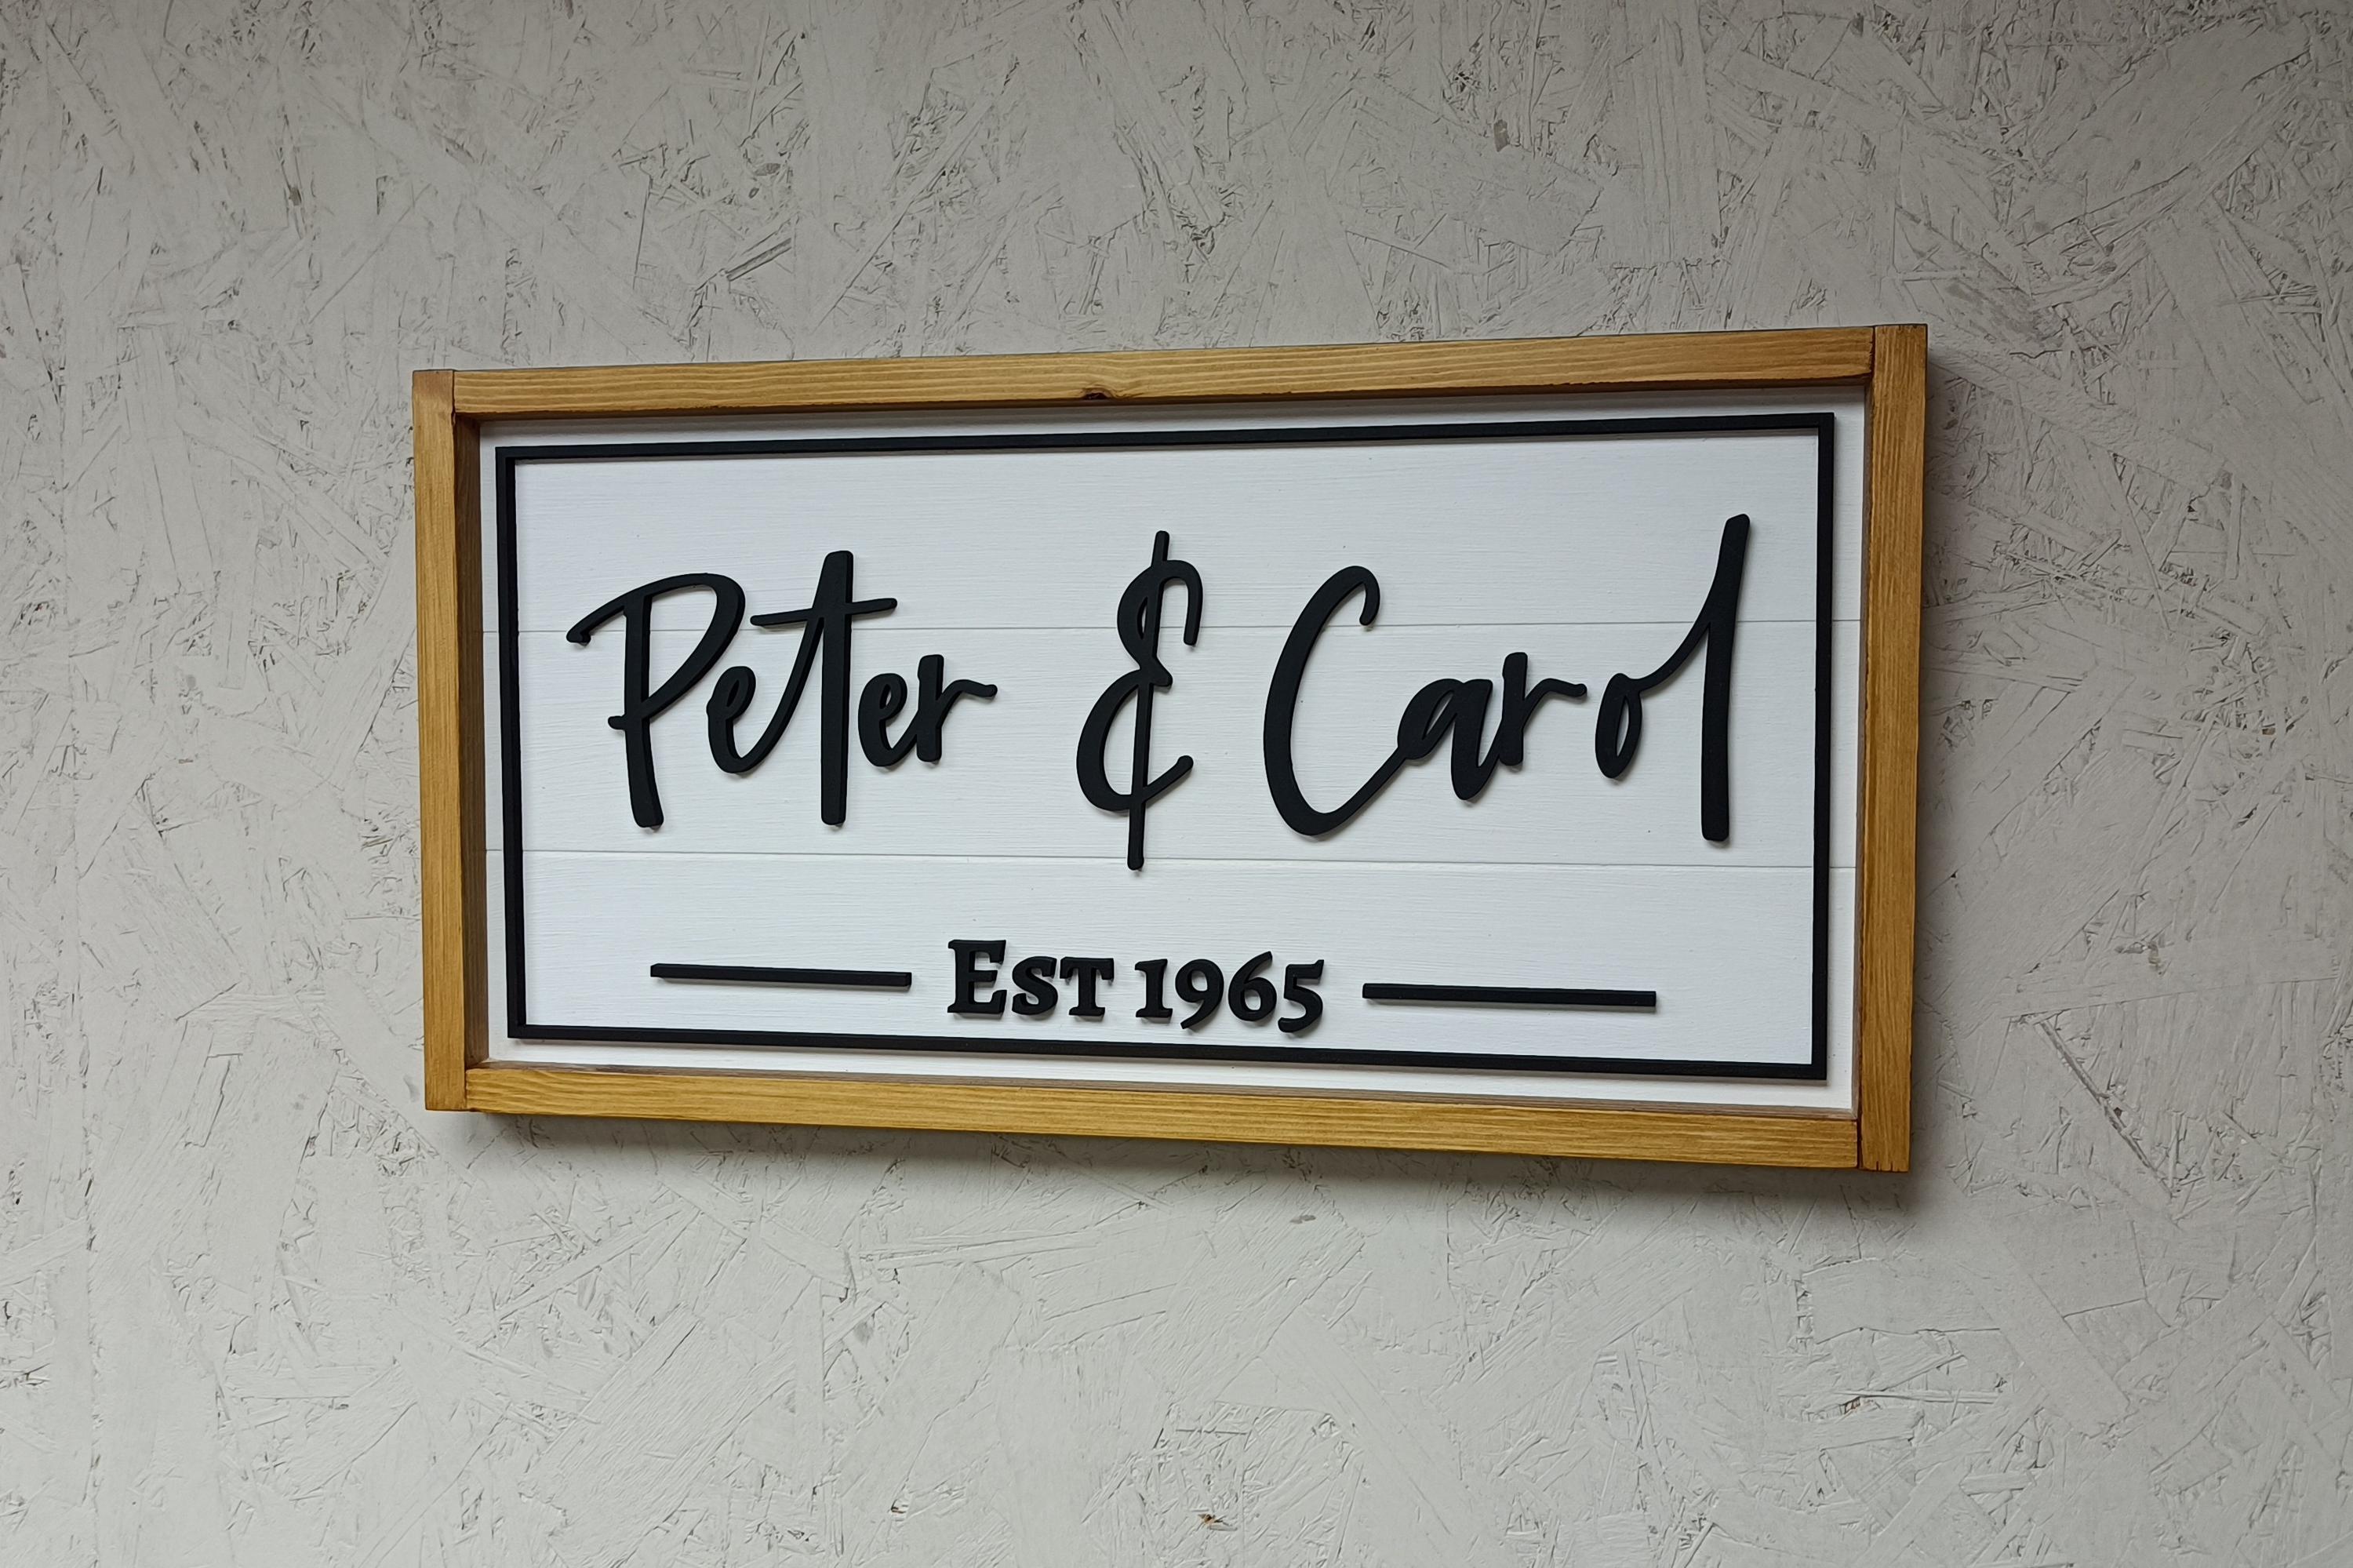 Peter & Carol
EST 1965